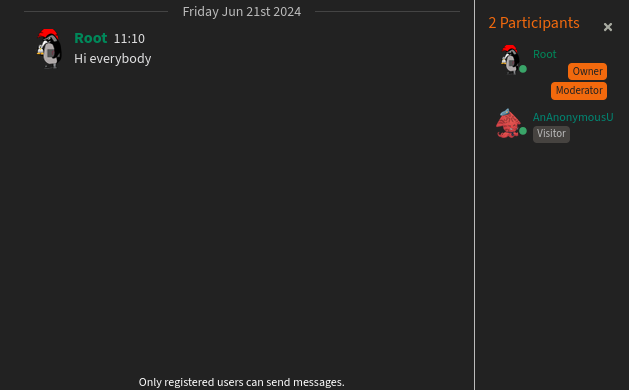 Friday Jun 21st 2024
Root 11:10
Hi everybody
Only registered users can send messages.
2 Participants
×
Root
Owner
Moderator
AnAnonymousU
Visitor